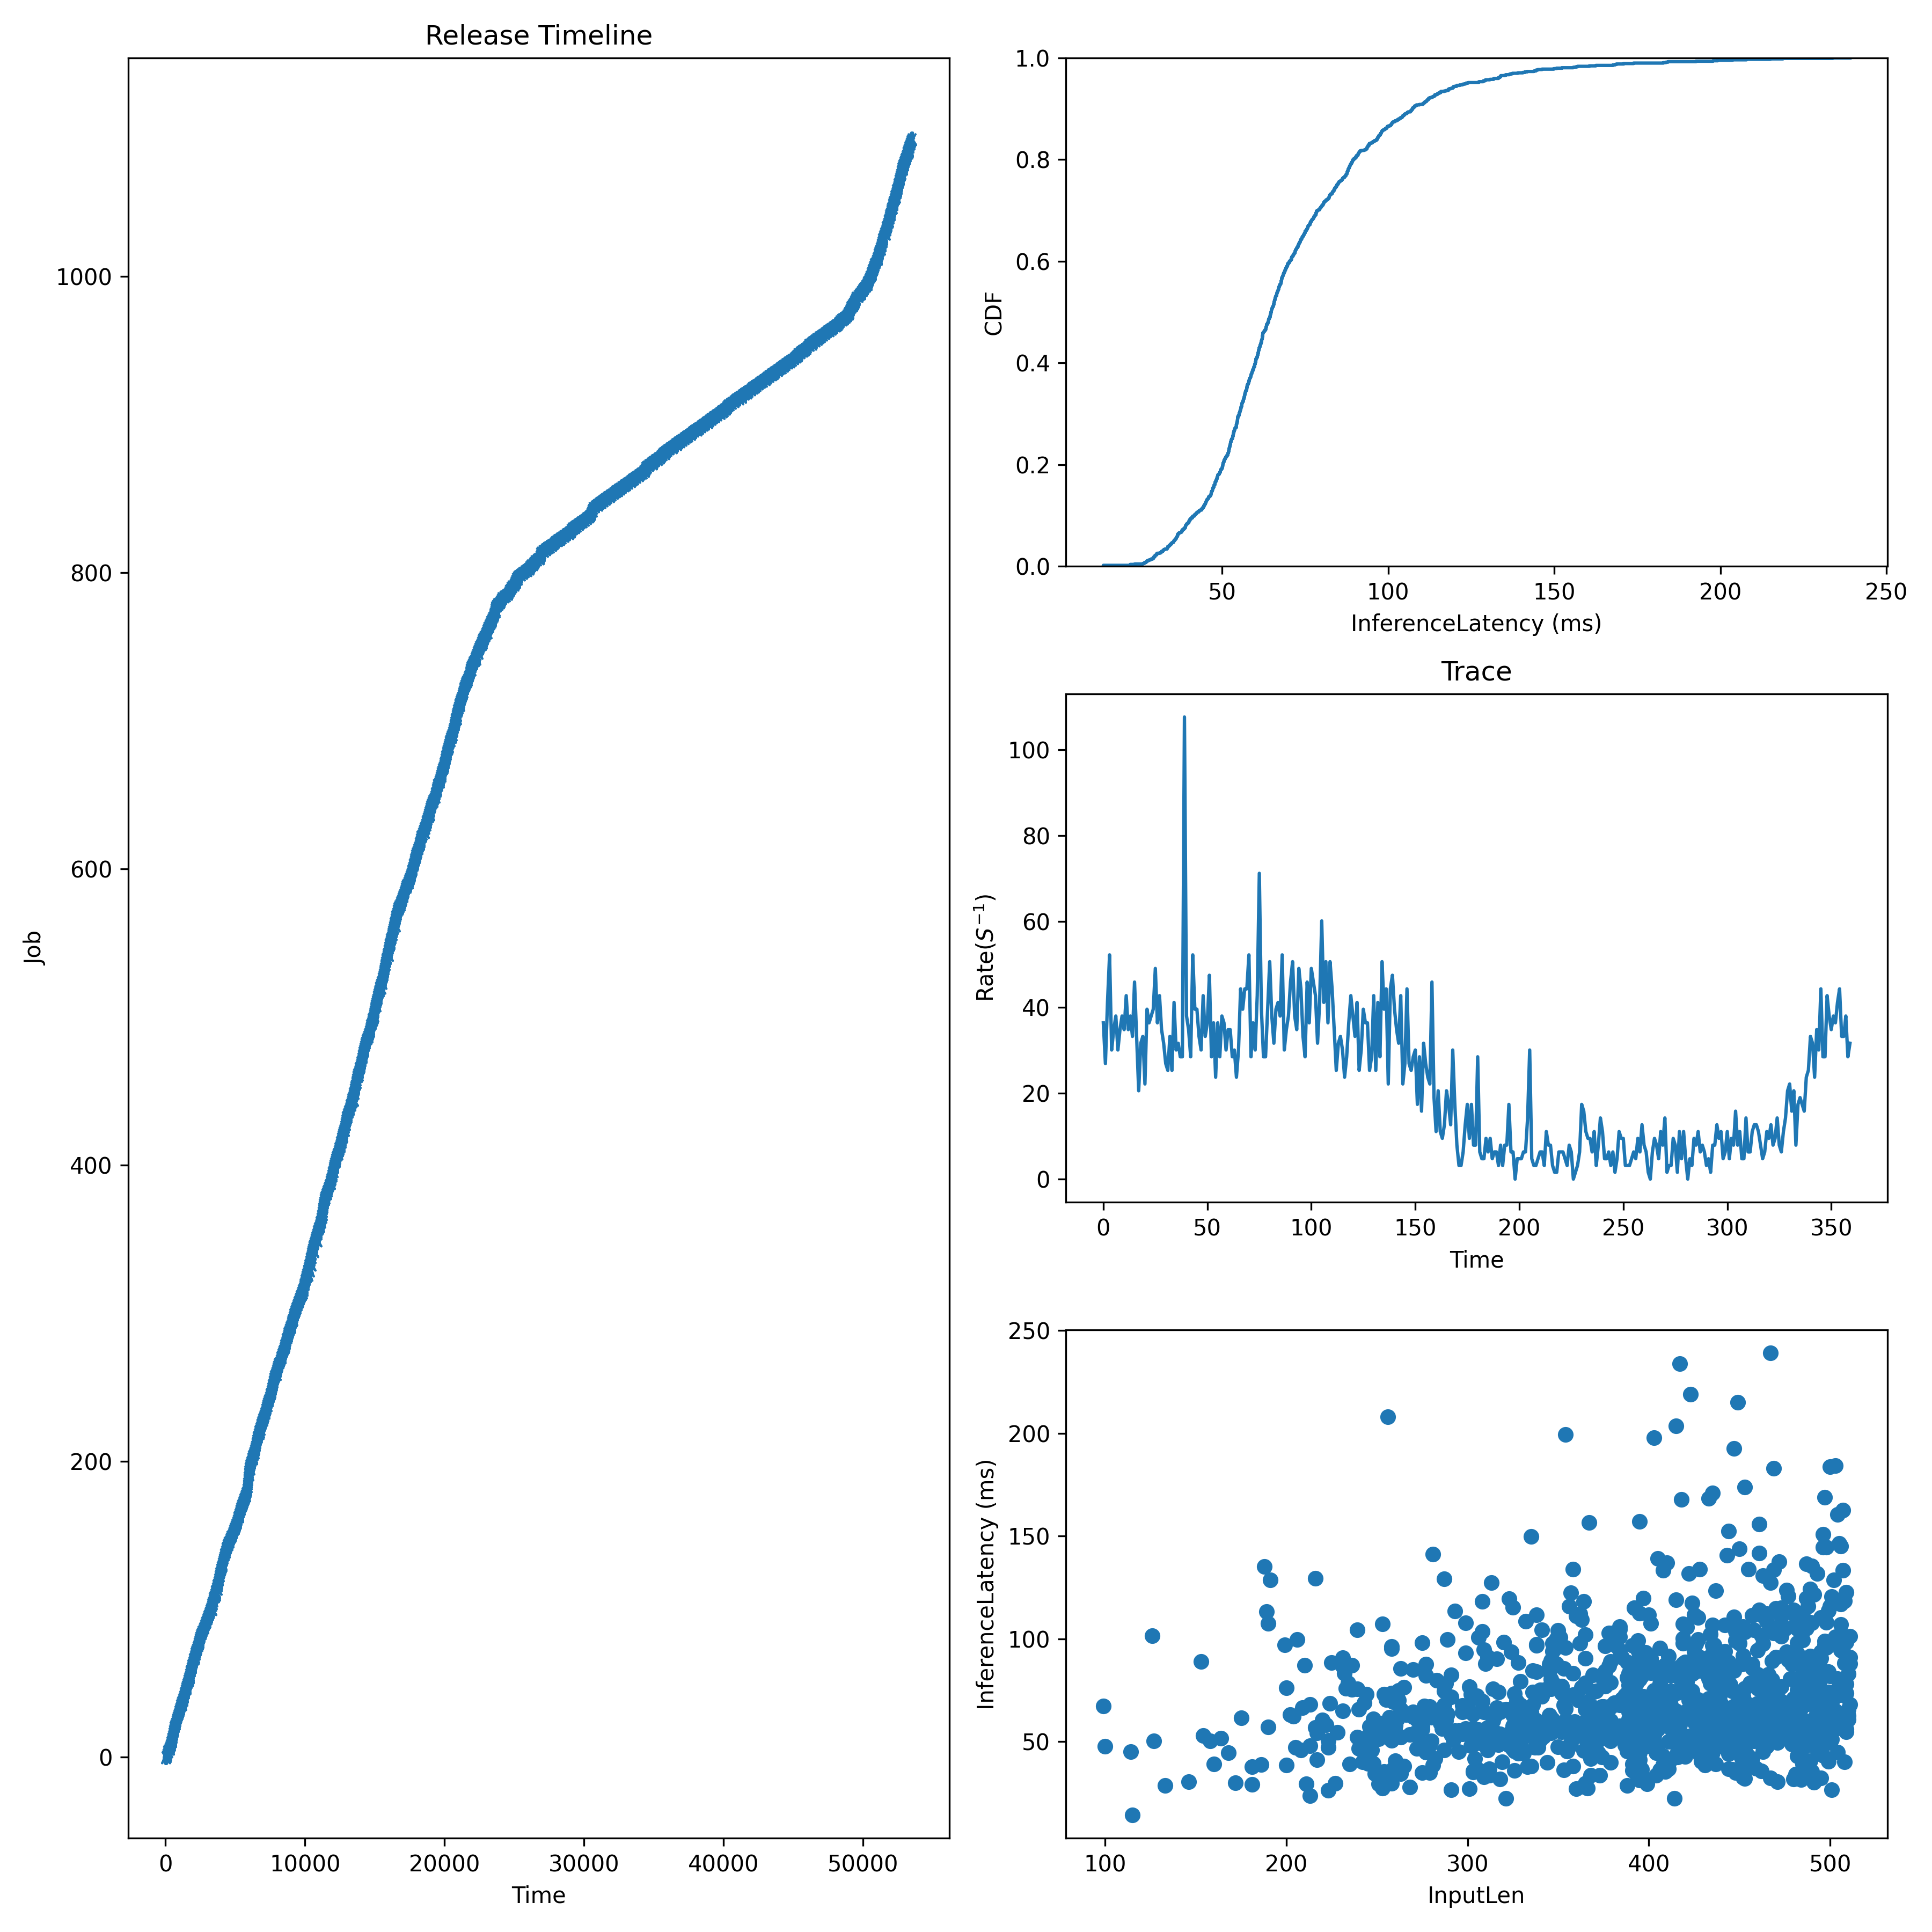 Release Timeline
Job
1000
800
600
400
200
0
0 10000 20000 30000 40000 50000
Time
CDF
1.0
0.8
0.6
0.4
0.2
0.0
50 100 150 200 250
InferenceLatency (ms)
Trace
Rate(S⁻¹)
100
80
60
40
20
0
0 50 100 150 200 250 300 350
Time
InferenceLatency (ms)
250
200
150
100
50
100 200 300 400 500
InputLen